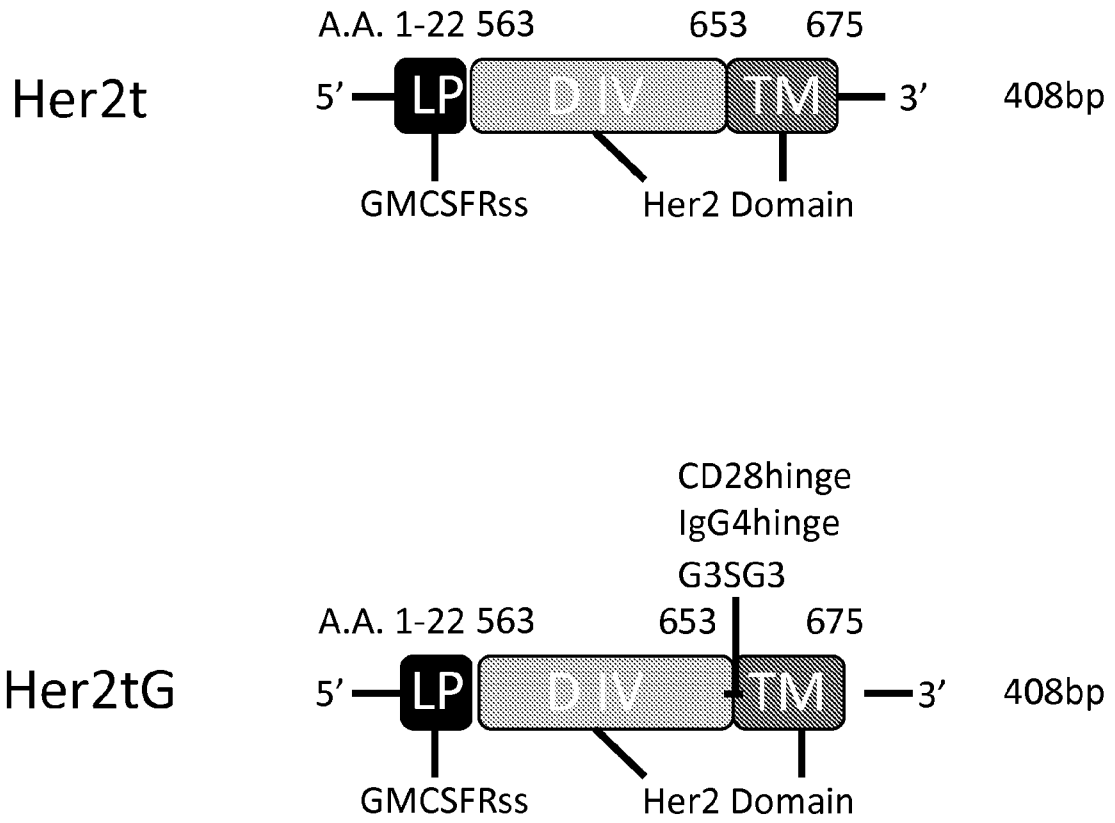 A.A. 1-22 563 653 675
Her2t 5’ LP D IV TM 3’ 408bp
GMCSFRss Her2 Domain
CD28hinge
IgG4hinge
G3SG3
A.A. 1-22 563 653 675
Her2tG 5’ LP D IV TM 3’ 408bp
GMCSFRss Her2 Domain